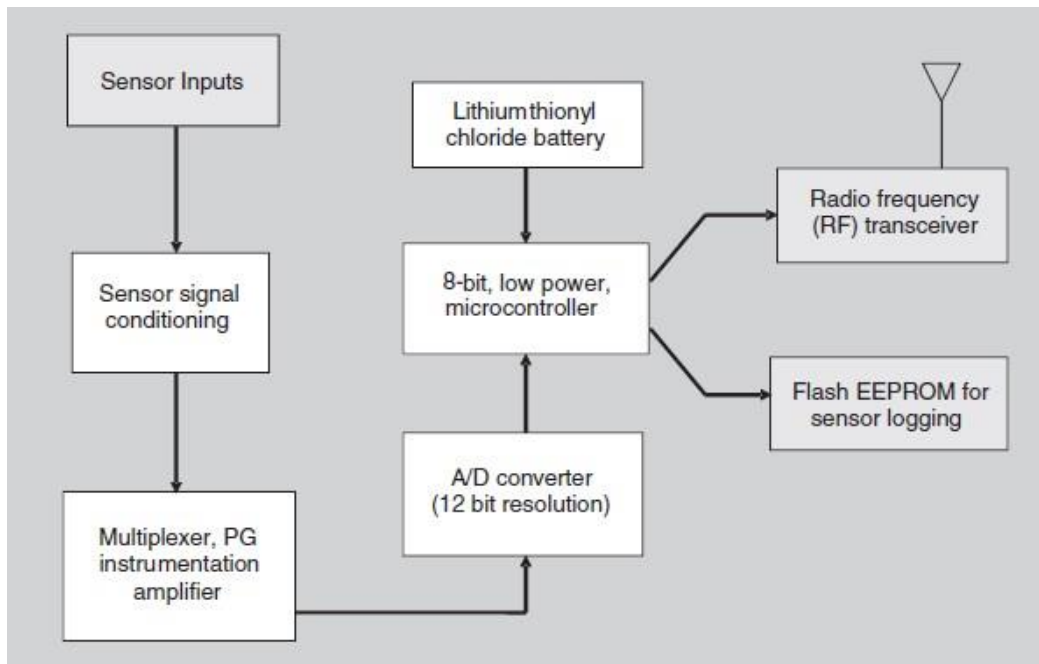 Sensor Inputs
Sensor signal
conditioning
Multiplexer, PG
instrumentation
amplifier
Lithium thionyl
chloride battery
8-bit, low power,
microcontroller
A/D converter
(12 bit resolution)
Radio frequency
(RF) transceiver
Flash EEPROM for
sensor logging